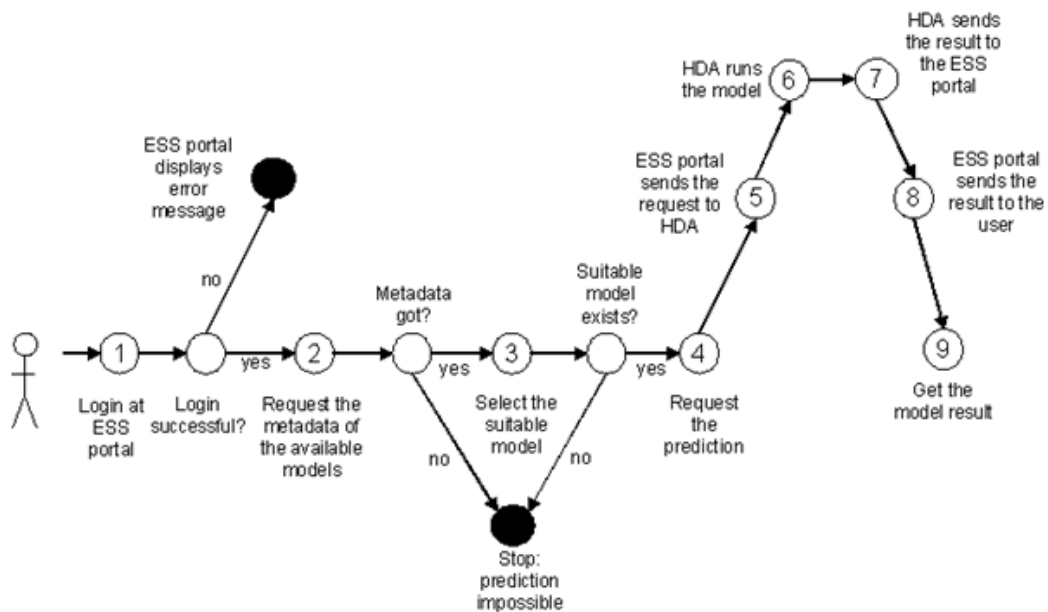 HDA sends
the result to
the ESS
portal
HDA runs
the model
6
7
ESS portal
displays
error
message
ESS portal
sends the
request to
HDA
5
8
ESS portal
sends the
result to the
user
no
Metadata
got?
Suitable
model
exists?
1
yes
2
yes
3
yes
4
9
Login at
ESS
portal
Login
successful?
Request the
metadata of
the available
models
Select the
suitable
model
Request
the
prediction
Get the
model result
no
no
Stop:
prediction
impossible